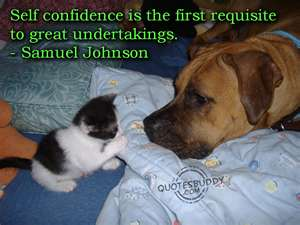 Self confidence is the first requisite
to great undertakings.
- Samuel Johnson
QUOTESBUDDY
.COM